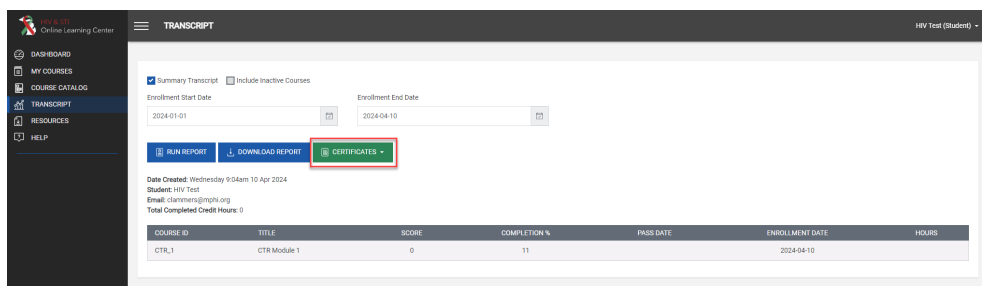 HIV & STI
Online Learning Center
TRANSCRIPT
HIV Test (Student)
DASHBOARD
MY COURSES
COURSE CATALOG
TRANSCRIPT
RESOURCES
HELP
Summary Transcript Include Inactive Courses
Enrollment Start Date Enrollment End Date
2024-01-01 2024-04-10
RUN REPORT DOWNLOAD REPORT CERTIFICATES
Date Created: Wednesday 9:04am 10 Apr 2024
Student: HIV Test
Email: clammers@mphi.org
Total Completed Credit Hours: 0
COURSE ID TITLE SCORE COMPLETION % PASS DATE ENROLLMENT DATE HOURS
CTR_1 CTR Module 1 0 11 2024-04-10